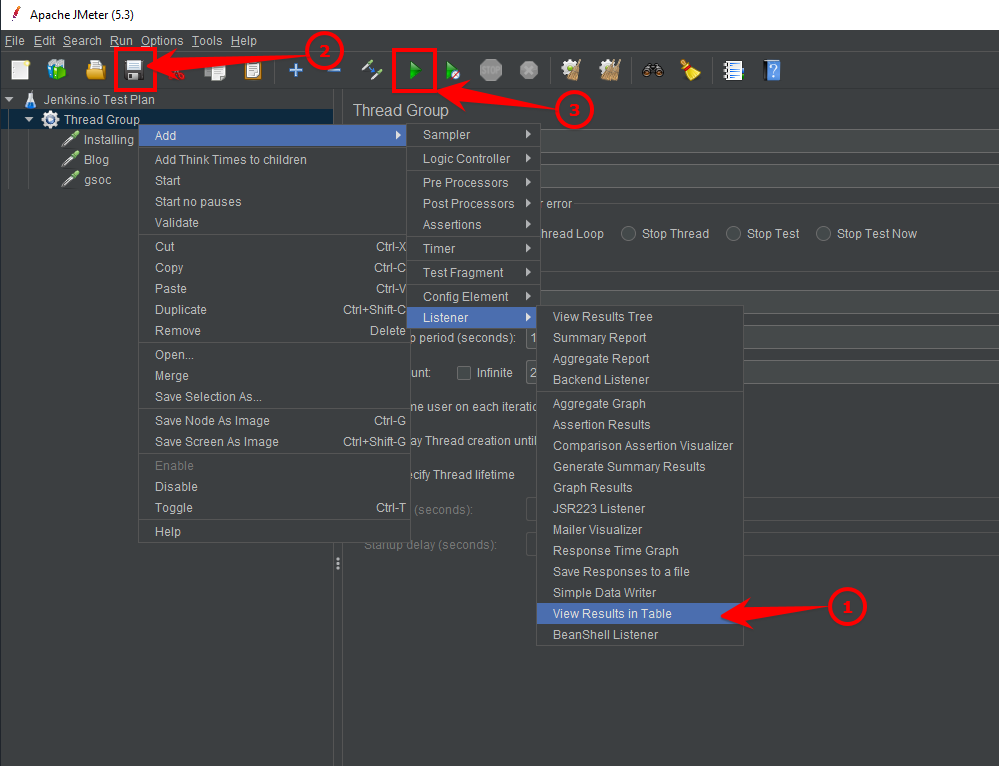 Apache JMeter (5.3)
File Edit Search Run Options Tools Help
2
STOP
?
3
Jenkins.io Test Plan
Thread Group
Installing
Blog
gsoc
Thread Group
Add
Add Think Times to children
Start
Start no pauses
Validate
Cut Ctrl-X
Copy Ctrl-C
Paste Ctrl-V
Duplicate Ctrl+Shift-C
Remove Delete
Open...
Merge
Save Selection As...
Save Node As Image Ctrl-G
Save Screen As Image Ctrl+Shift-G
Enable
Disable
Toggle Ctrl-T
Help
Sampler
Logic Controller
Pre Processors
Post Processors
Assertions
Timer
Test Fragment
Config Element
Listener
View Results Tree
Summary Report
Aggregate Report
Backend Listener
Aggregate Graph
Assertion Results
Comparison Assertion Visualizer
Generate Summary Results
Graph Results
JSR223 Listener
Mailer Visualizer
Response Time Graph
Save Responses to a file
Simple Data Writer
View Results in Table
BeanShell Listener
1
r error
hread Loop Stop Thread Stop Test Stop Test Now
p period (seconds): 1
unt: Infinite 2
me user on each iteratio
ay Thread creation until
cify Thread lifetime
(seconds):
Startup delay (seconds):